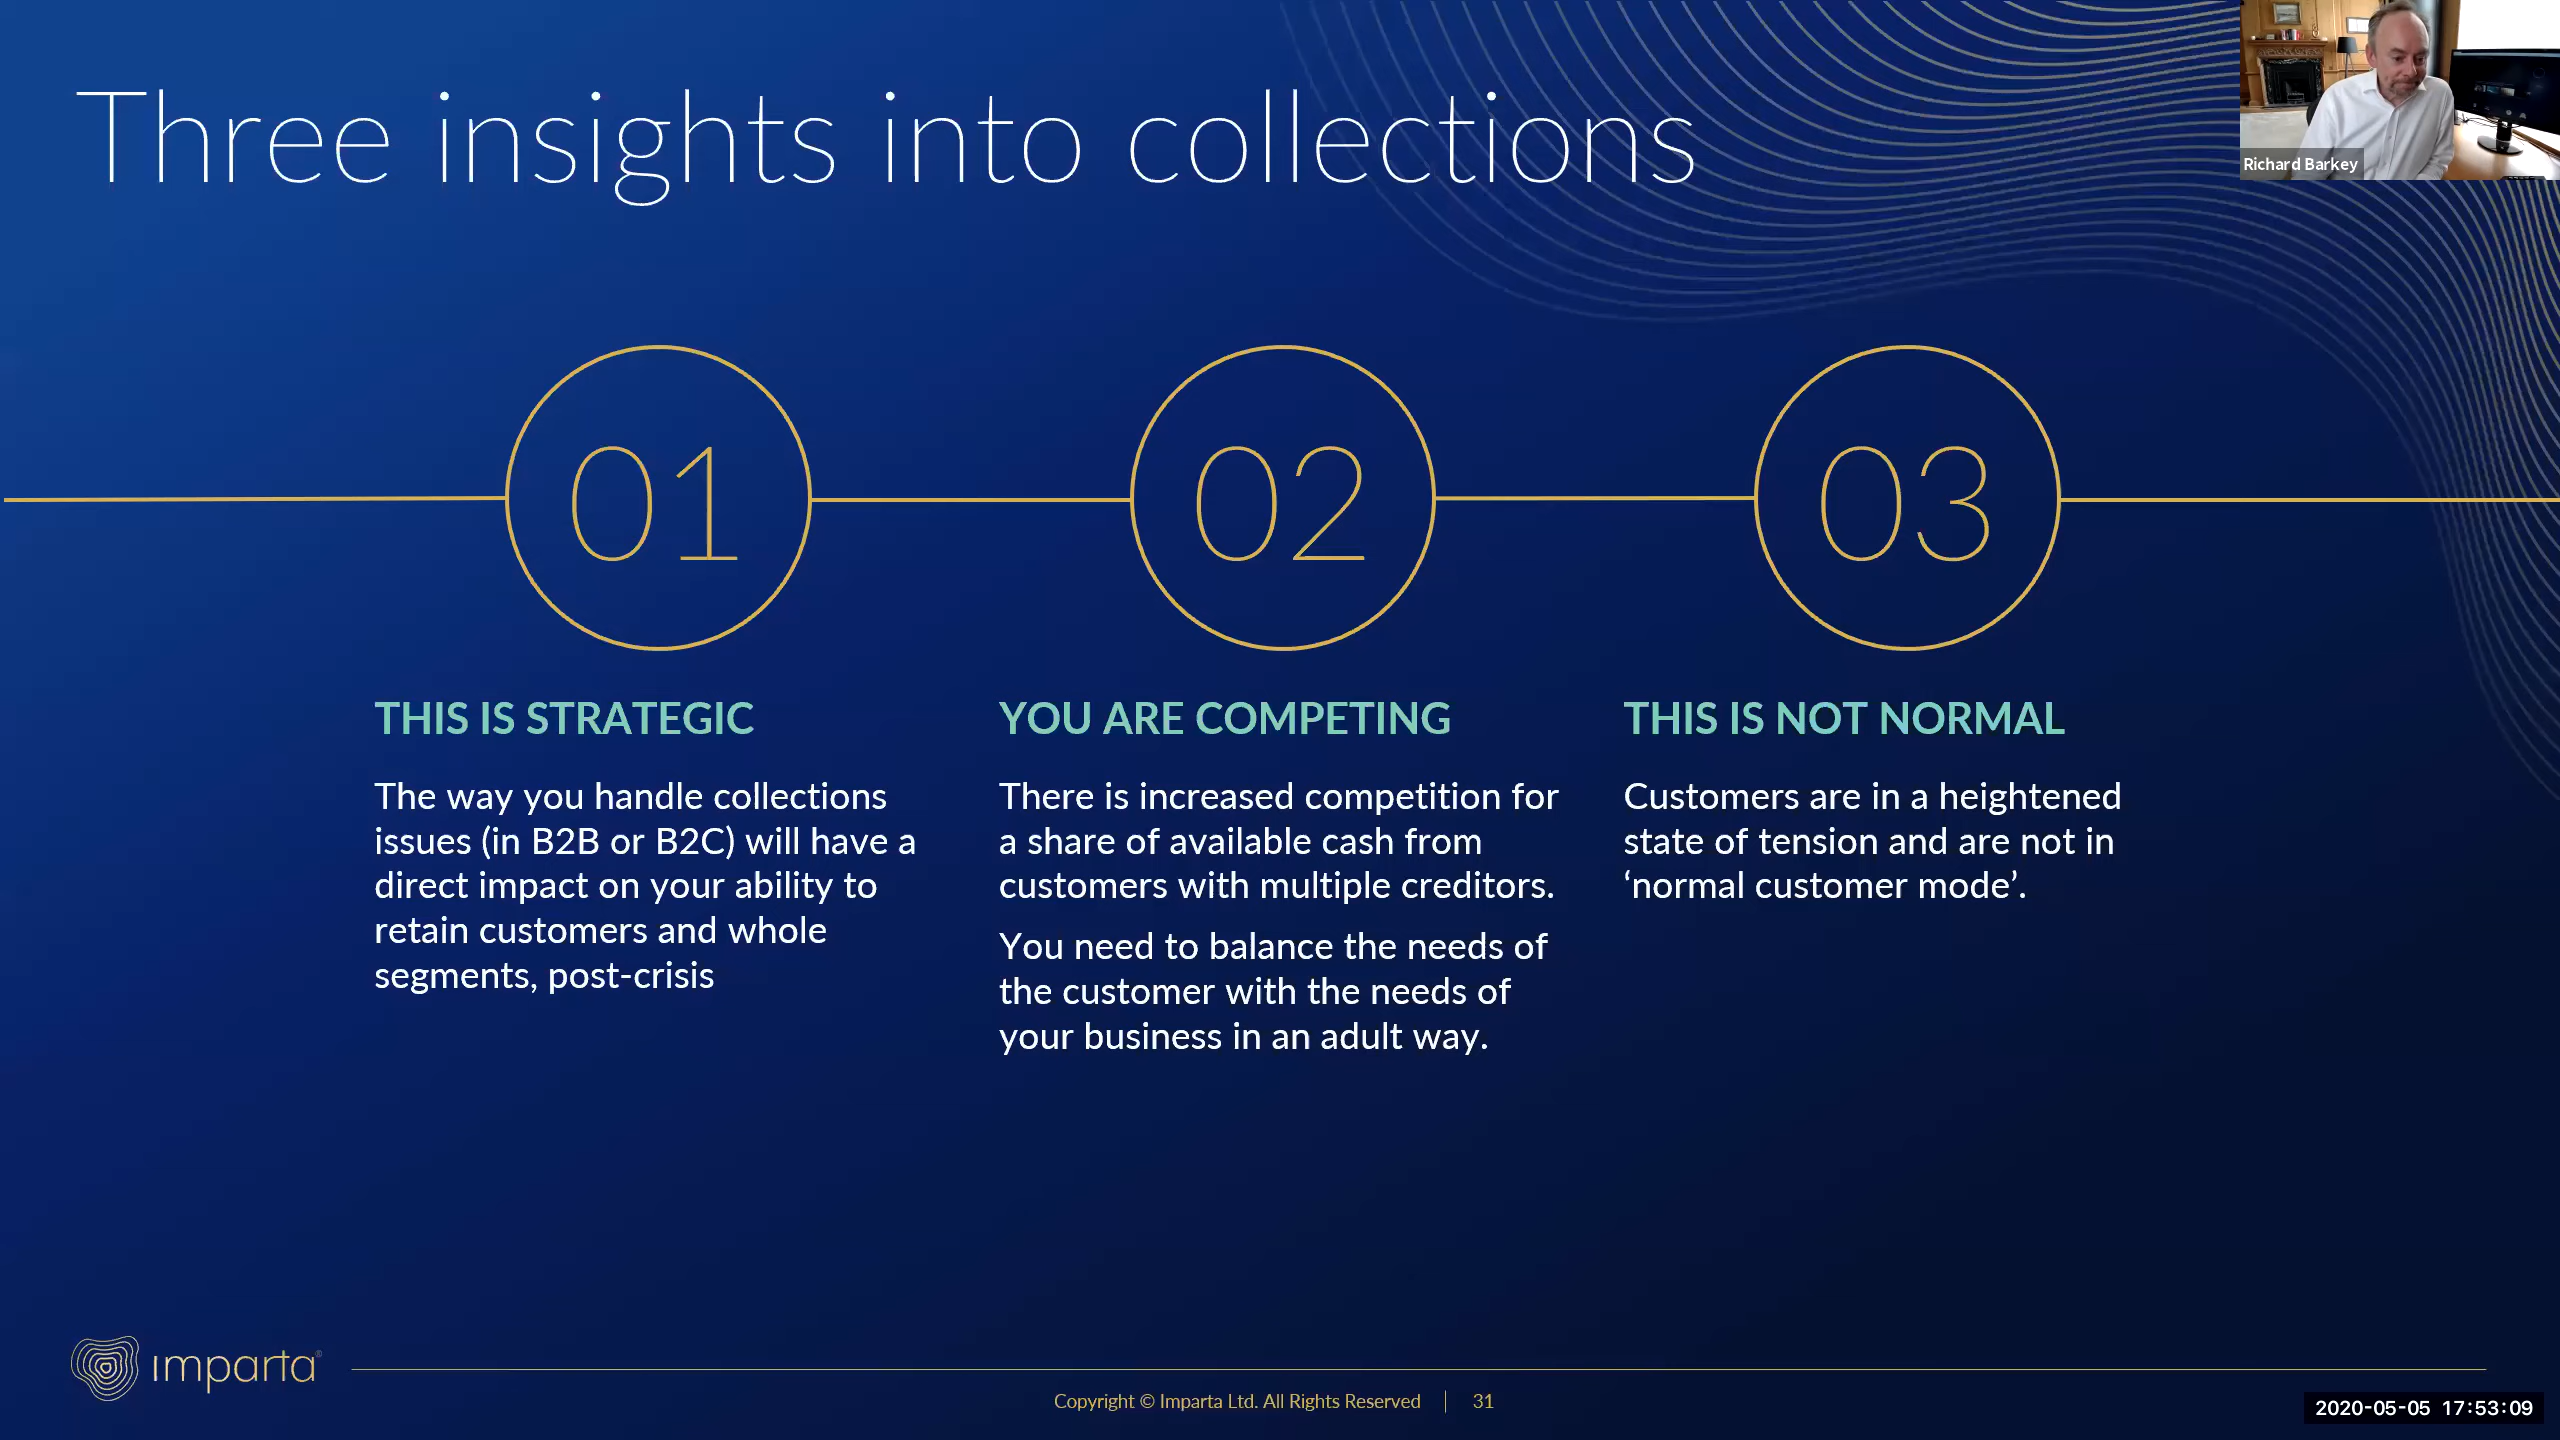 Three insights into collections
Richard Barkey
01
02
03
THIS IS STRATEGIC
The way you handle collections
issues (in B2B or B2C) will have a
direct impact on your ability to
retain customers and whole
segments, post-crisis
YOU ARE COMPETING
There is increased competition for
a share of available cash from
customers with multiple creditors.
You need to balance the needs of
the customer with the needs of
your business in an adult way.
THIS IS NOT NORMAL
Customers are in a heightened
state of tension and are not in
‘normal customer mode’.
imparta®
Copyright © Imparta Ltd. All Rights Reserved | 31
2020-05-05 17:53:09